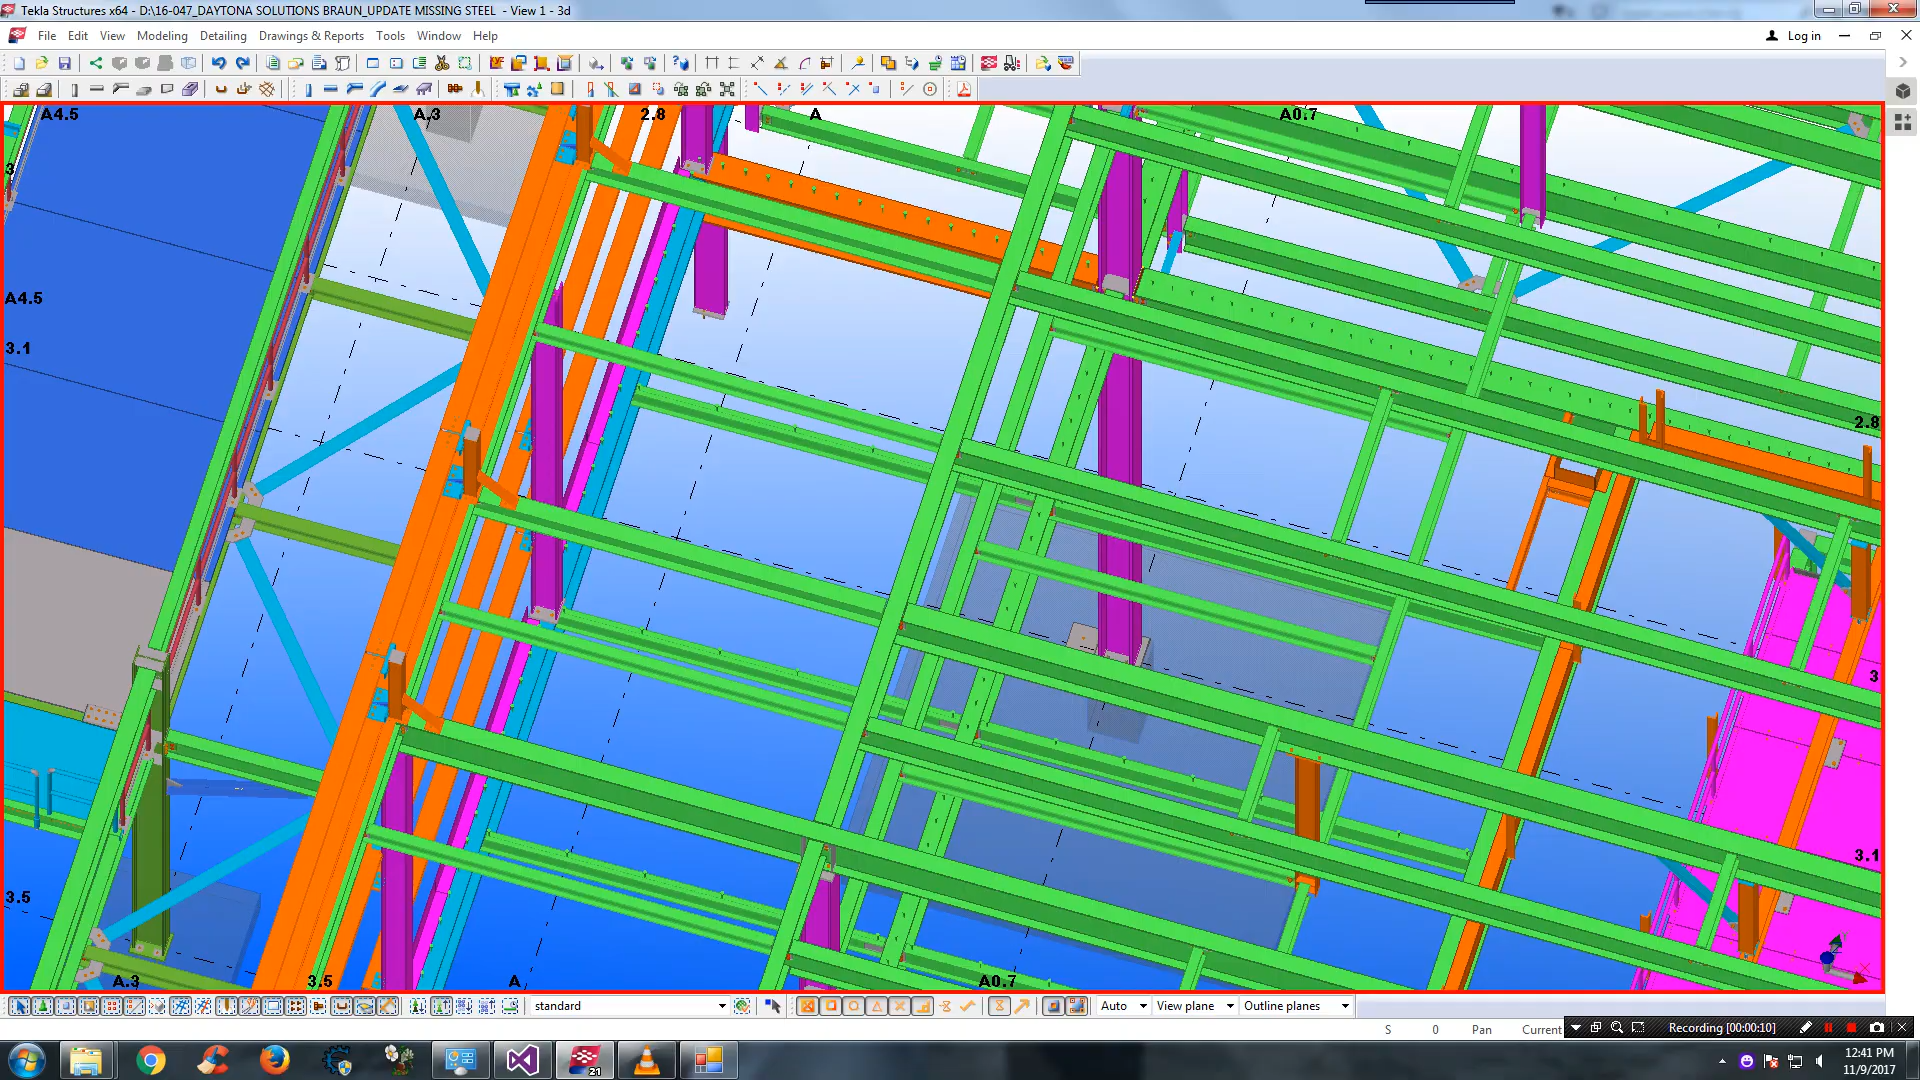 Tekla Structures x64 - D:\16-047_DAYTONA SOLUTIONS BRAUN_UPDATE MISSING STEEL - View 1 - 3d
File Edit View Modeling Detailing Drawings & Reports Tools Window Help
Log in
A4.5 A.3 2.8 A A0.7
3
A4.5
3.1
2.8
3
3.1
3.5
A.3 3.5 A A0.7
standard Auto View plane Outline planes
S 0 Pan Current
Recording [00:00:10]
21
12:41 PM
11/9/2017